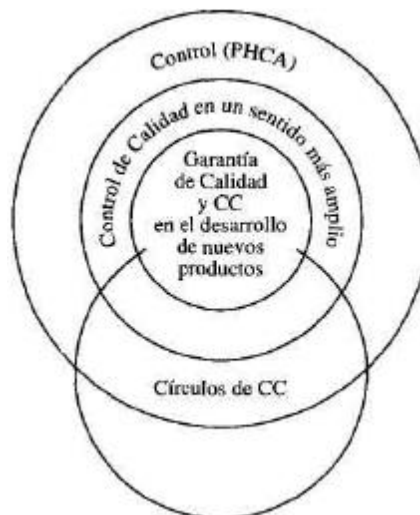 Control (PHCA)
Control de Calidad en un sentido más amplio
Garantía
de Calidad
y CC
en el desarrollo
de nuevos
productos
Círculos de CC